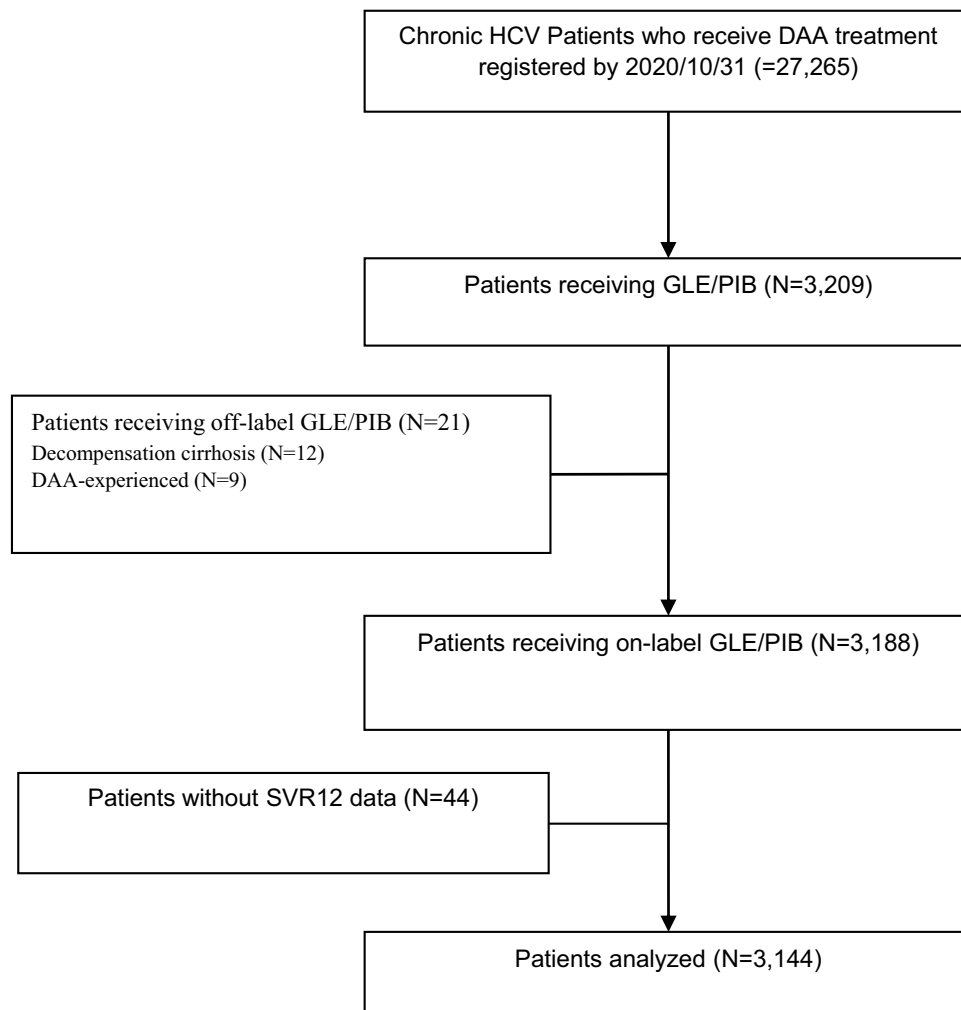 Chronic HCV Patients who receive DAA treatment
registered by 2020/10/31 (=27,265)
Patients receiving GLE/PIB (N=3,209)
Patients receiving off-label GLE/PIB (N=21)
Decompensation cirrhosis (N=12)
DAA-experienced (N=9)
Patients receiving on-label GLE/PIB (N=3,188)
Patients without SVR12 data (N=44)
Patients analyzed (N=3,144)